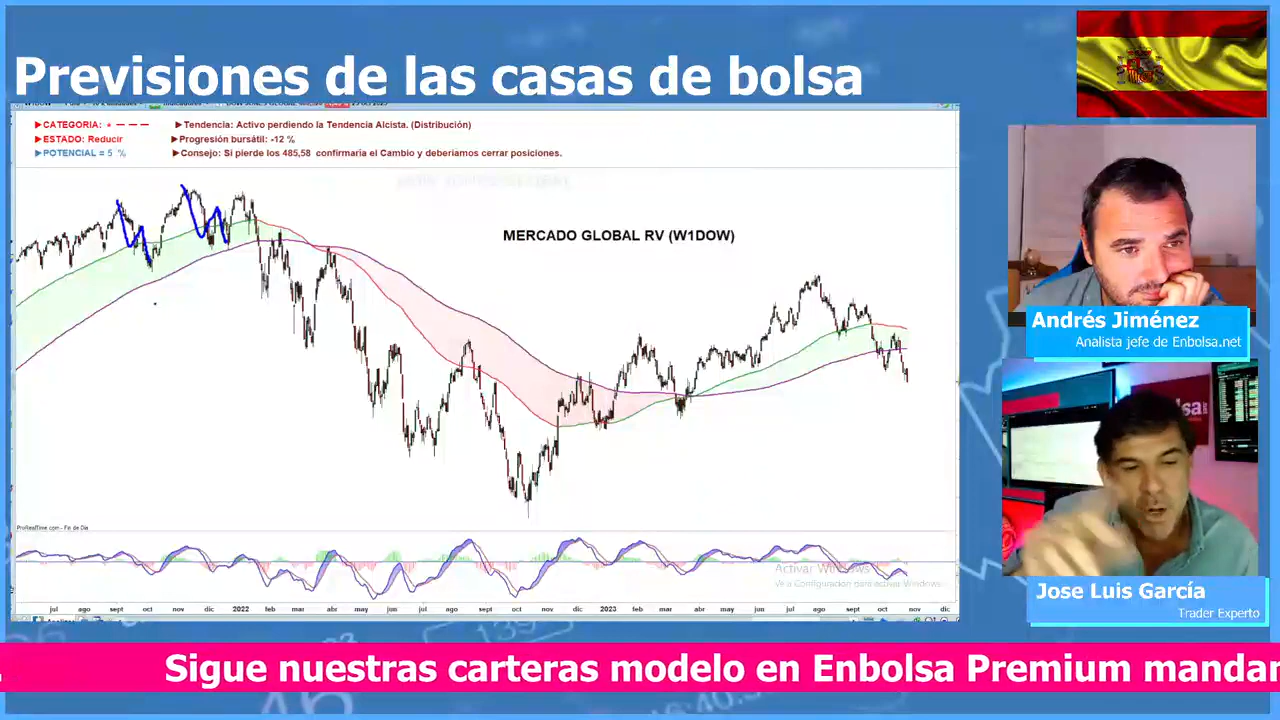 Previsiones de las casas de bolsa
CATEGORIA:
Tendencia: Activo perdiendo la Tendencia Alcista. (Distribución)
ESTADO: Reducir
Progresión bursátil: -12 %
POTENCIAL = 5 %
Consejo: Si pierde los 485,58 confirmaría el Cambio y deberíamos cerrar posiciones.
MERCADO GLOBAL RV (W1DOW)
Andrés Jiménez
Analista jefe de Enbolsa.net
ProRealTime.com - Fin de Dia
Activar Windows
Ve a Configuración para activar Windows.
jul ago sept oct nov dic 2022 feb mar abr may jun jul ago sept oct nov dic 2023 mar abr may jun jul ago sept oct nov dic
Jose Luis García
Trader Experto
Sigue nuestras carteras modelo en Enbolsa Premium mandan